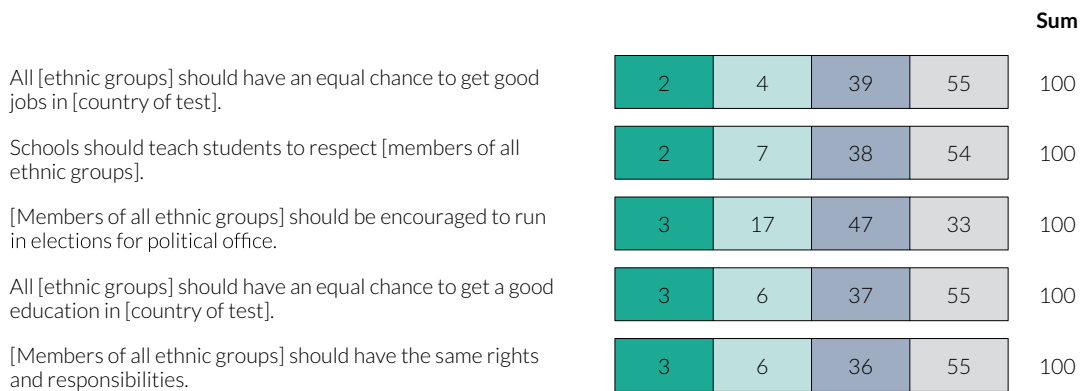 Sum
All [ethnic groups] should have an equal chance to get good
jobs in [country of test].
2 4 39 55 100
Schools should teach students to respect [members of all
ethnic groups].
2 7 38 54 100
[Members of all ethnic groups] should be encouraged to run
in elections for political office.
3 17 47 33 100
All [ethnic groups] should have an equal chance to get a good
education in [country of test].
3 6 37 55 100
[Members of all ethnic groups] should have the same rights
and responsibilities.
3 6 36 55 100